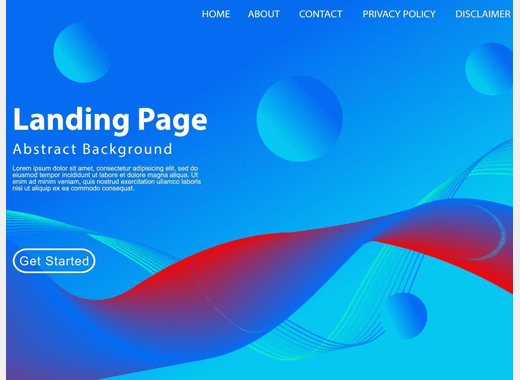 HOME ABOUT CONTACT PRIVACY POLICY DISCLAIMER
Landing Page
Abstract Background
Lorem ipsum dolor sit amet, consectetur adipisicing elit, sed do
eiusmod tempor incididunt ut labore et dolore magna aliqua. Ut
enim ad minim veniam, quis nostrud exercitation ullamco laboris
nisi ut aliquip ex ea commodo consequat.
Get Started